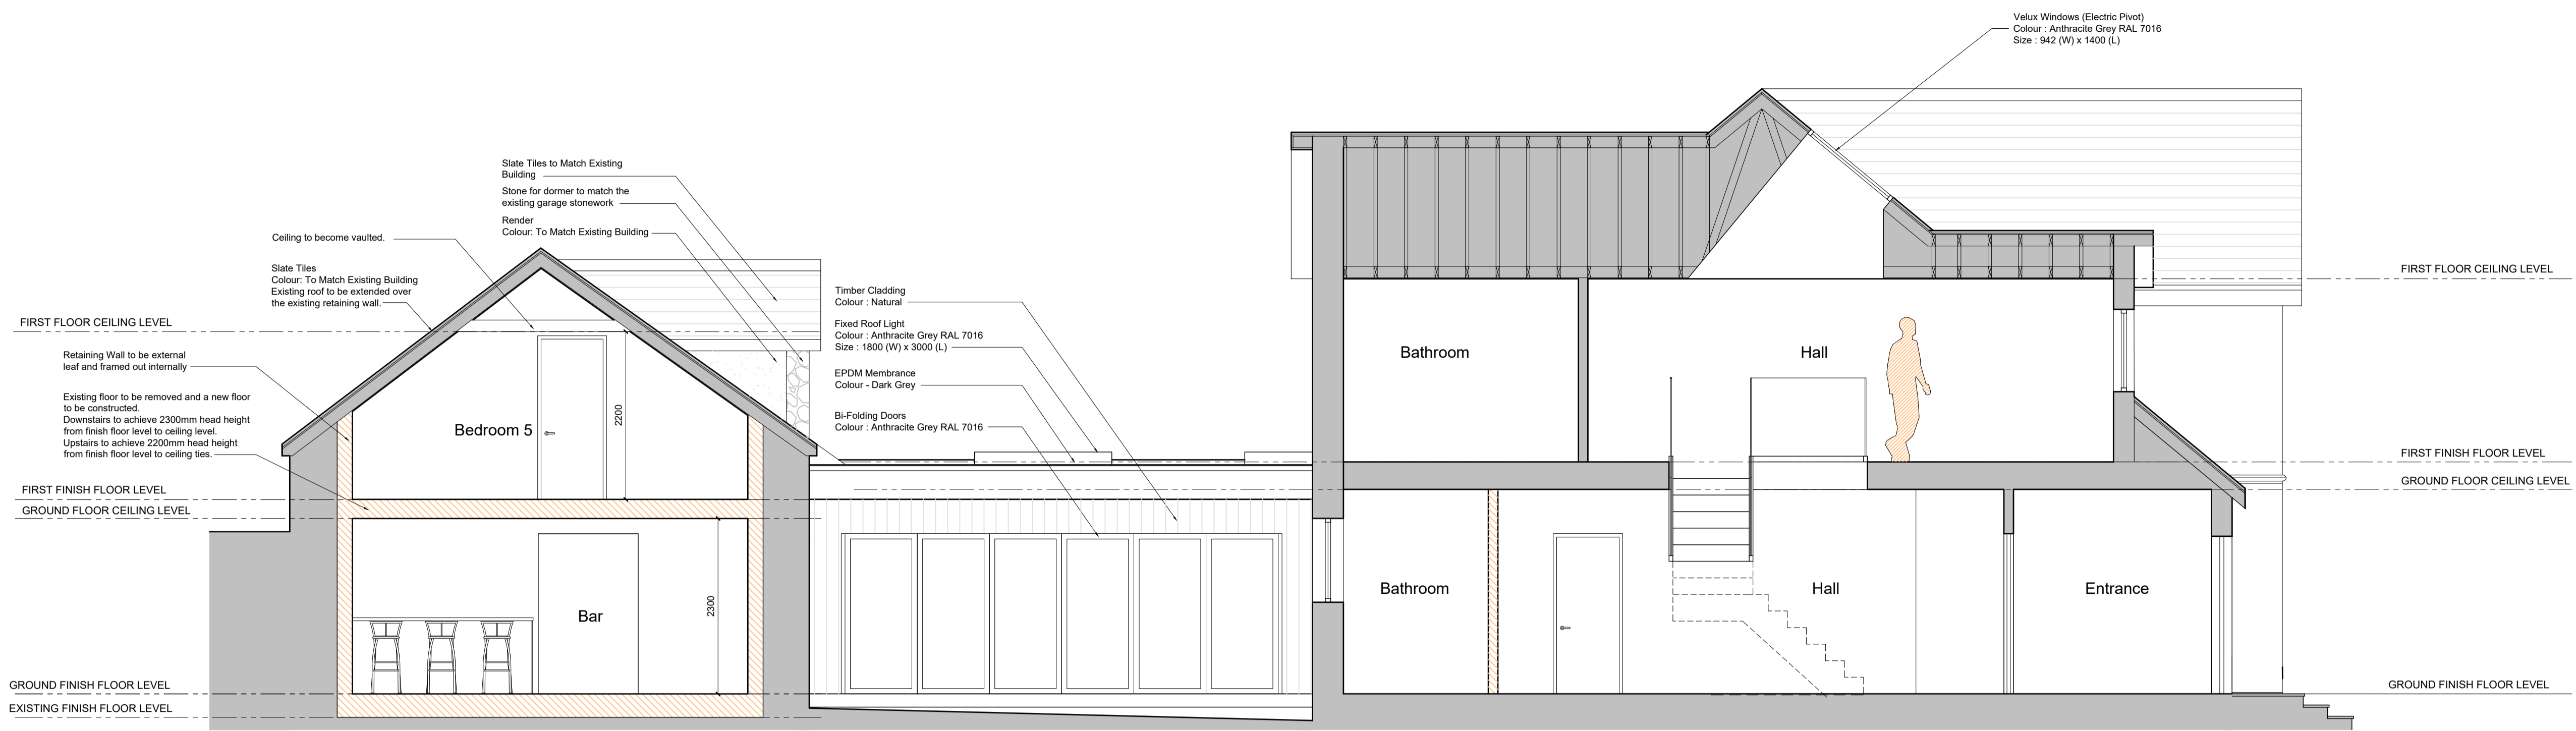 Velux Windows (Electric Pivot)
Colour : Anthracite Grey RAL 7016
Size : 942 (W) x 1400 (L)
Slate Tiles to Match Existing
Building
Stone for dormer to match the
existing garage stonework
Render
Colour: To Match Existing Building
Ceiling to become vaulted.
Slate Tiles
Colour: To Match Existing Building
Existing roof to be extended over
the existing retaining wall.
FIRST FLOOR CEILING LEVEL
Retaining Wall to be external
leaf and framed out internally
Existing floor to be removed and a new floor
to be constructed.
Downstairs to achieve 2300mm head height
from finish floor level to ceiling level.
Upstairs to achieve 2200mm head height
from finish floor level to ceiling ties.
FIRST FINISH FLOOR LEVEL
GROUND FLOOR CEILING LEVEL
GROUND FINISH FLOOR LEVEL
EXISTING FINISH FLOOR LEVEL
Bedroom 5
2200
Bar
2300
Timber Cladding
Colour : Natural
Fixed Roof Light
Colour : Anthracite Grey RAL 7016
Size : 1800 (W) x 3000 (L)
EPDM Membrance
Colour - Dark Grey
Bi-Folding Doors
Colour : Anthracite Grey RAL 7016
Bathroom
Hall
Bathroom
Hall
Entrance
FIRST FLOOR CEILING LEVEL
FIRST FINISH FLOOR LEVEL
GROUND FLOOR CEILING LEVEL
GROUND FINISH FLOOR LEVEL